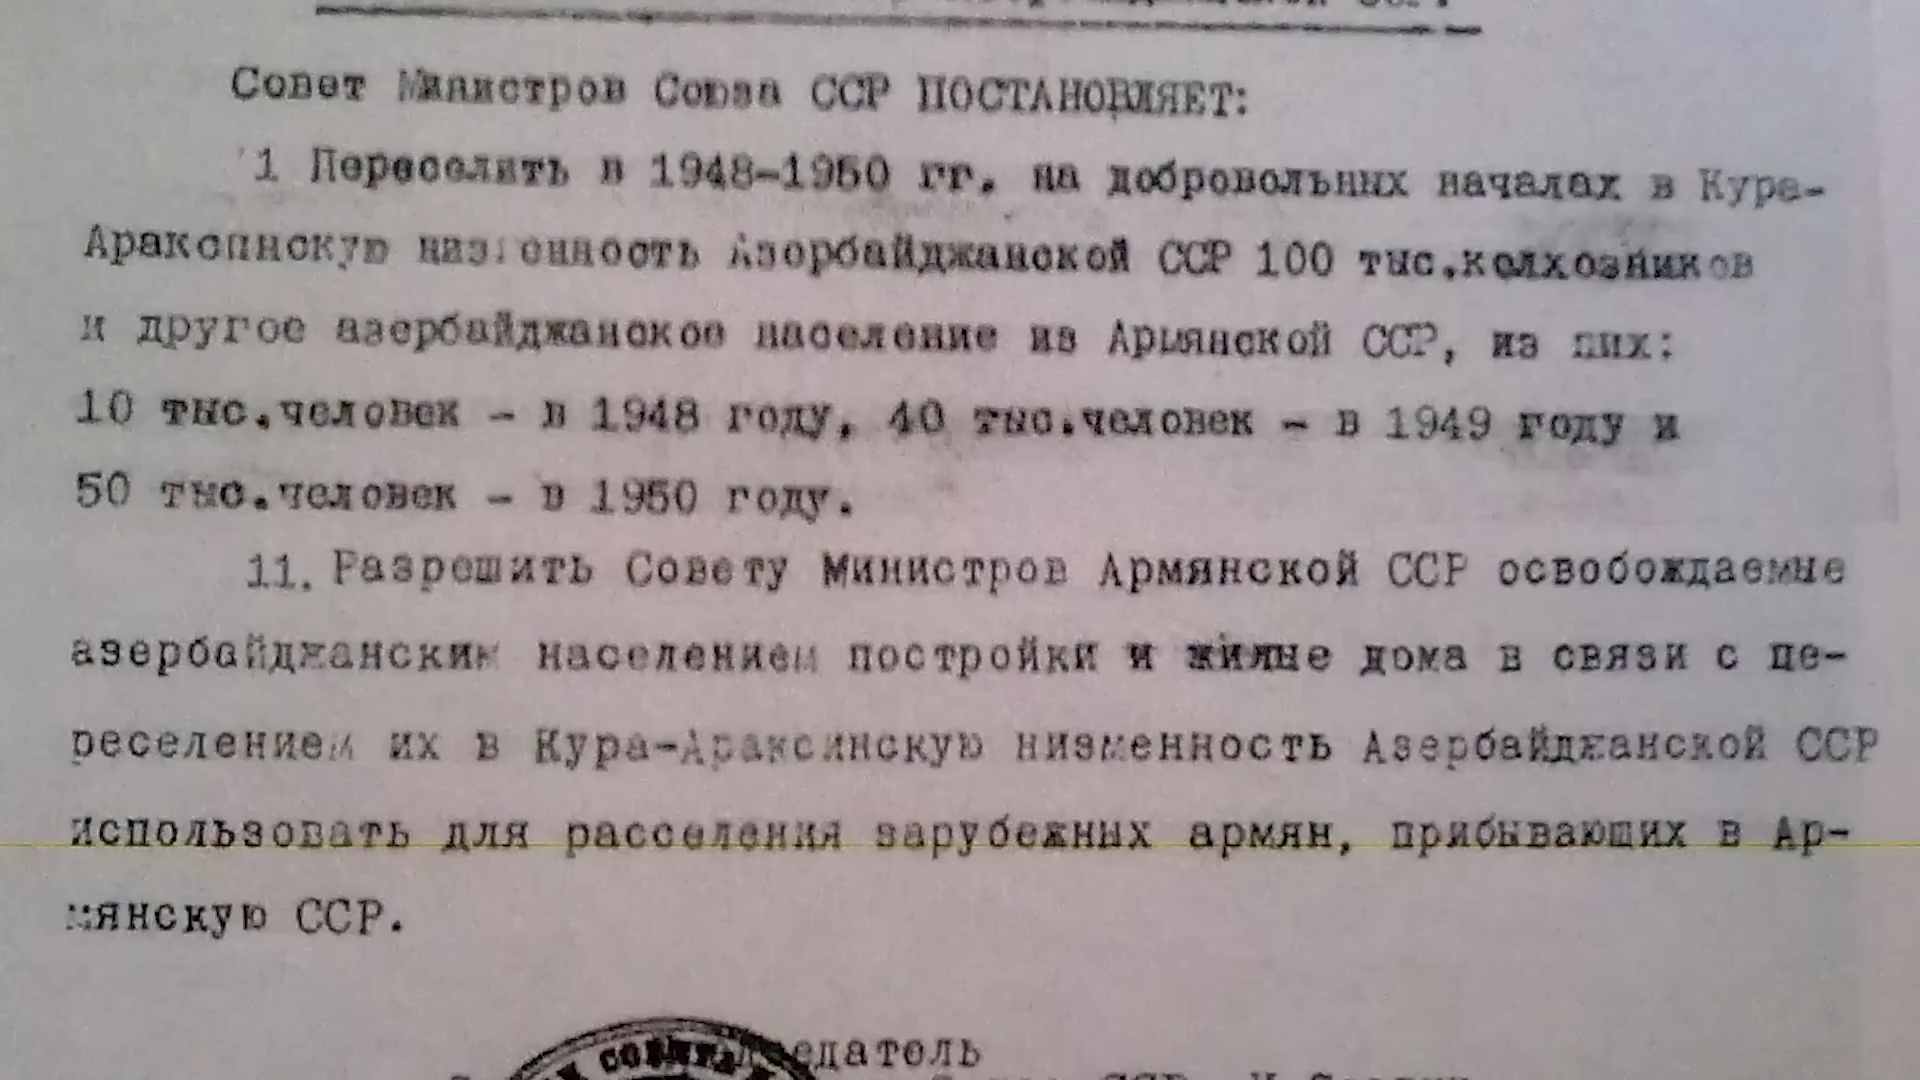 Совет Министров Союза ССР ПОСТАНОВЛЯЕТ:
1 Переселить в 1948-1950 гг. на добровольных началах в Кура-
Араксинскую низменность Азербайджанской ССР 100 тыс.колхозников
и другое азербайджанское население из Армянской ССР, из них:
10 тыс.человек - в 1948 году, 40 тыс.человек - в 1949 году и
50 тыс.человек - в 1950 году.
11. Разрешить Совету Министров Армянской ССР освобождаемые
азербайджанским населением постройки и жилые дома в связи с пе-
реселением их в Кура-Араксинскую низменность Азербайджанской ССР
использовать для расселения зарубежных армян, прибывающих в Ар-
мянскую ССР.